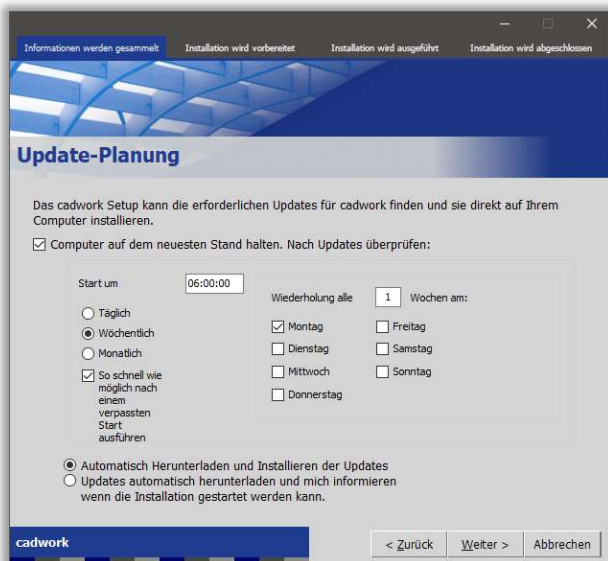 Informationen werden gesammelt Installation wird vorbereitet Installation wird ausgeführt Installation wird abgeschlossen
Update-Planung
Das cadwork Setup kann die erforderlichen Updates für cadwork finden und sie direkt auf Ihrem
Computer installieren.
Computer auf dem neuesten Stand halten. Nach Updates überprüfen:
Start um 06:00:00
Täglich
Wöchentlich
Monatlich
So schnell wie
möglich nach
einem
verpassten
Start
ausführen
Wiederholung alle 1 Wochen am:
Montag Freitag
Dienstag Samstag
Mittwoch Sonntag
Donnerstag
Automatisch Herunterladen und Installieren der Updates
Updates automatisch herunterladen und mich informieren
wenn die Installation gestartet werden kann.
cadwork < Zurück Weiter > Abbrechen